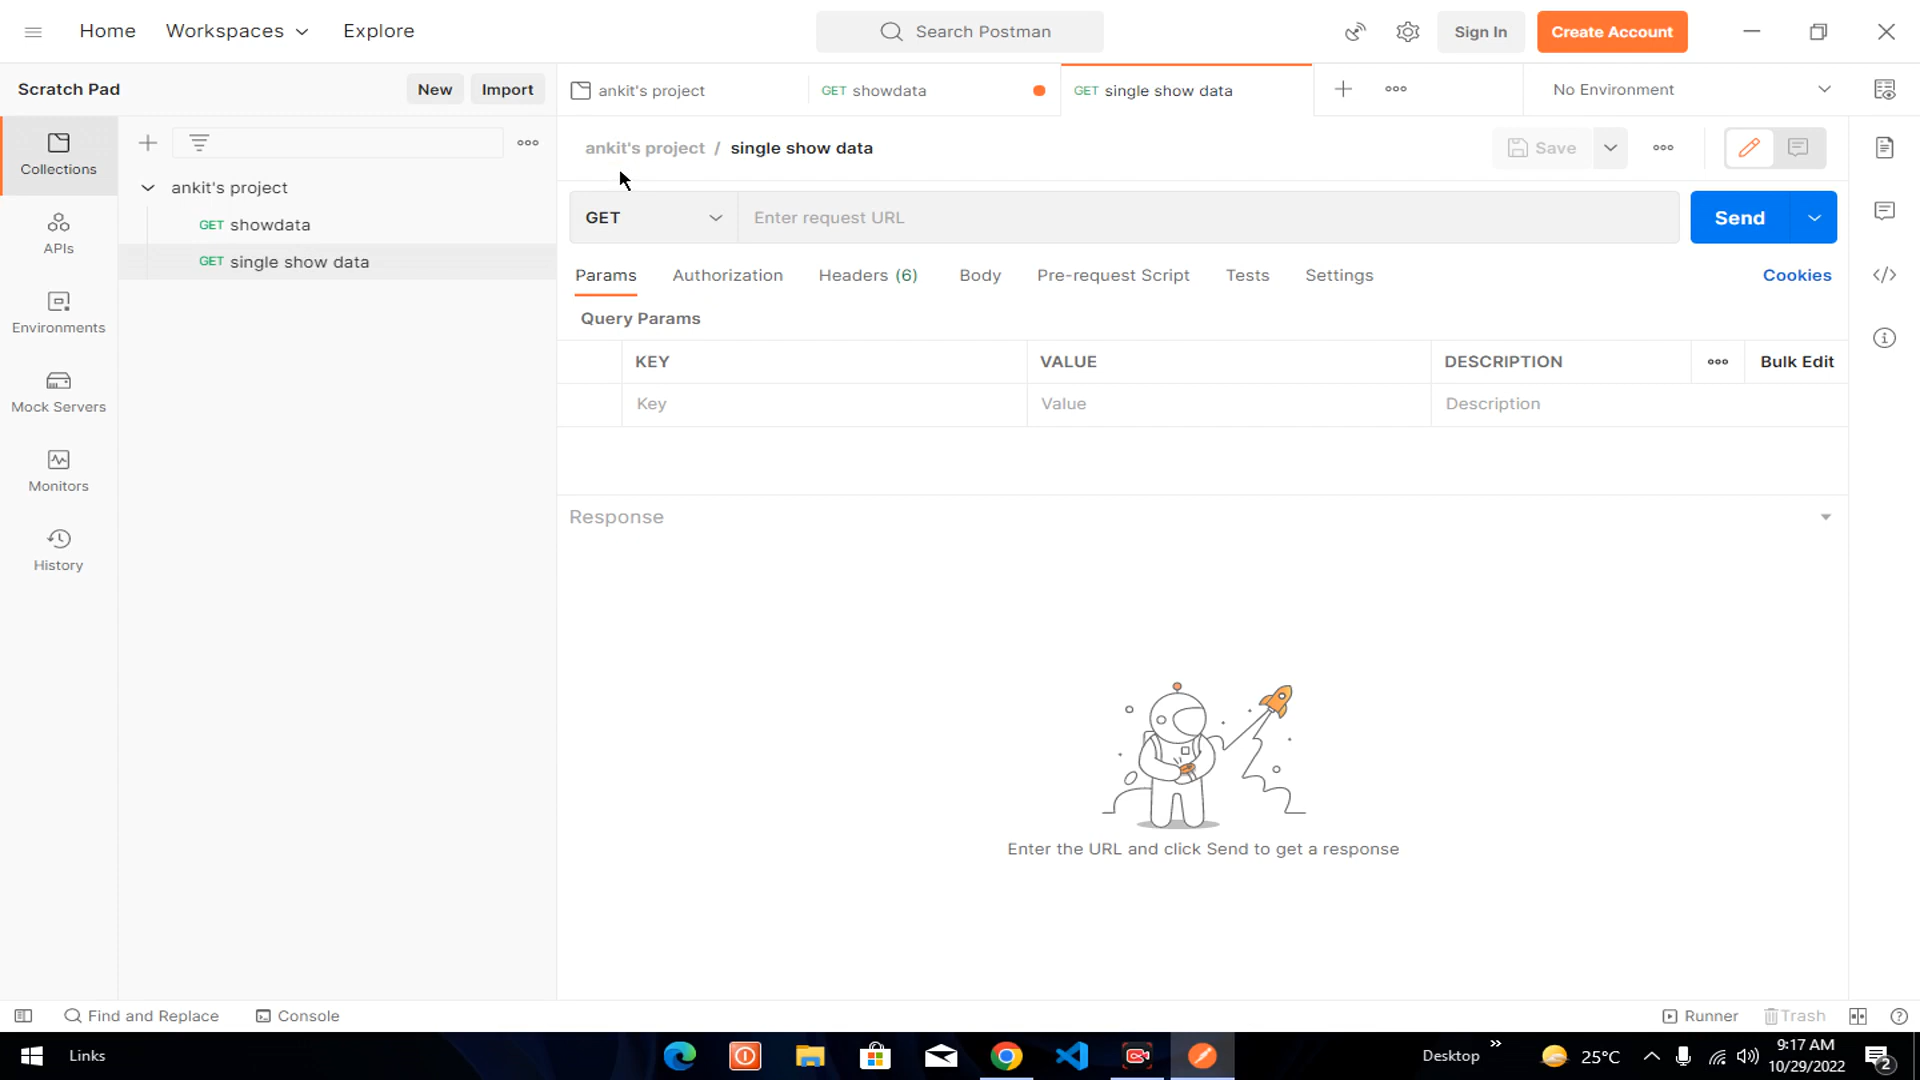 Home Workspaces Explore Search Postman Sign In Create Account
Scratch Pad New Import ankit's project GET showdata GET single show data No Environment
Collections
ankit's project / single show data Save
ankit's project
GET showdata
GET single show data
APIs
Environments
Mock Servers
Monitors
History
GET Enter request URL Send
Params Authorization Headers (6) Body Pre-request Script Tests Settings Cookies
Query Params
KEY VALUE DESCRIPTION Bulk Edit
Key Value Description
Response
Enter the URL and click Send to get a response
Find and Replace Console Runner Trash
Links Desktop 25°C 9:17 AM
10/29/2022 2